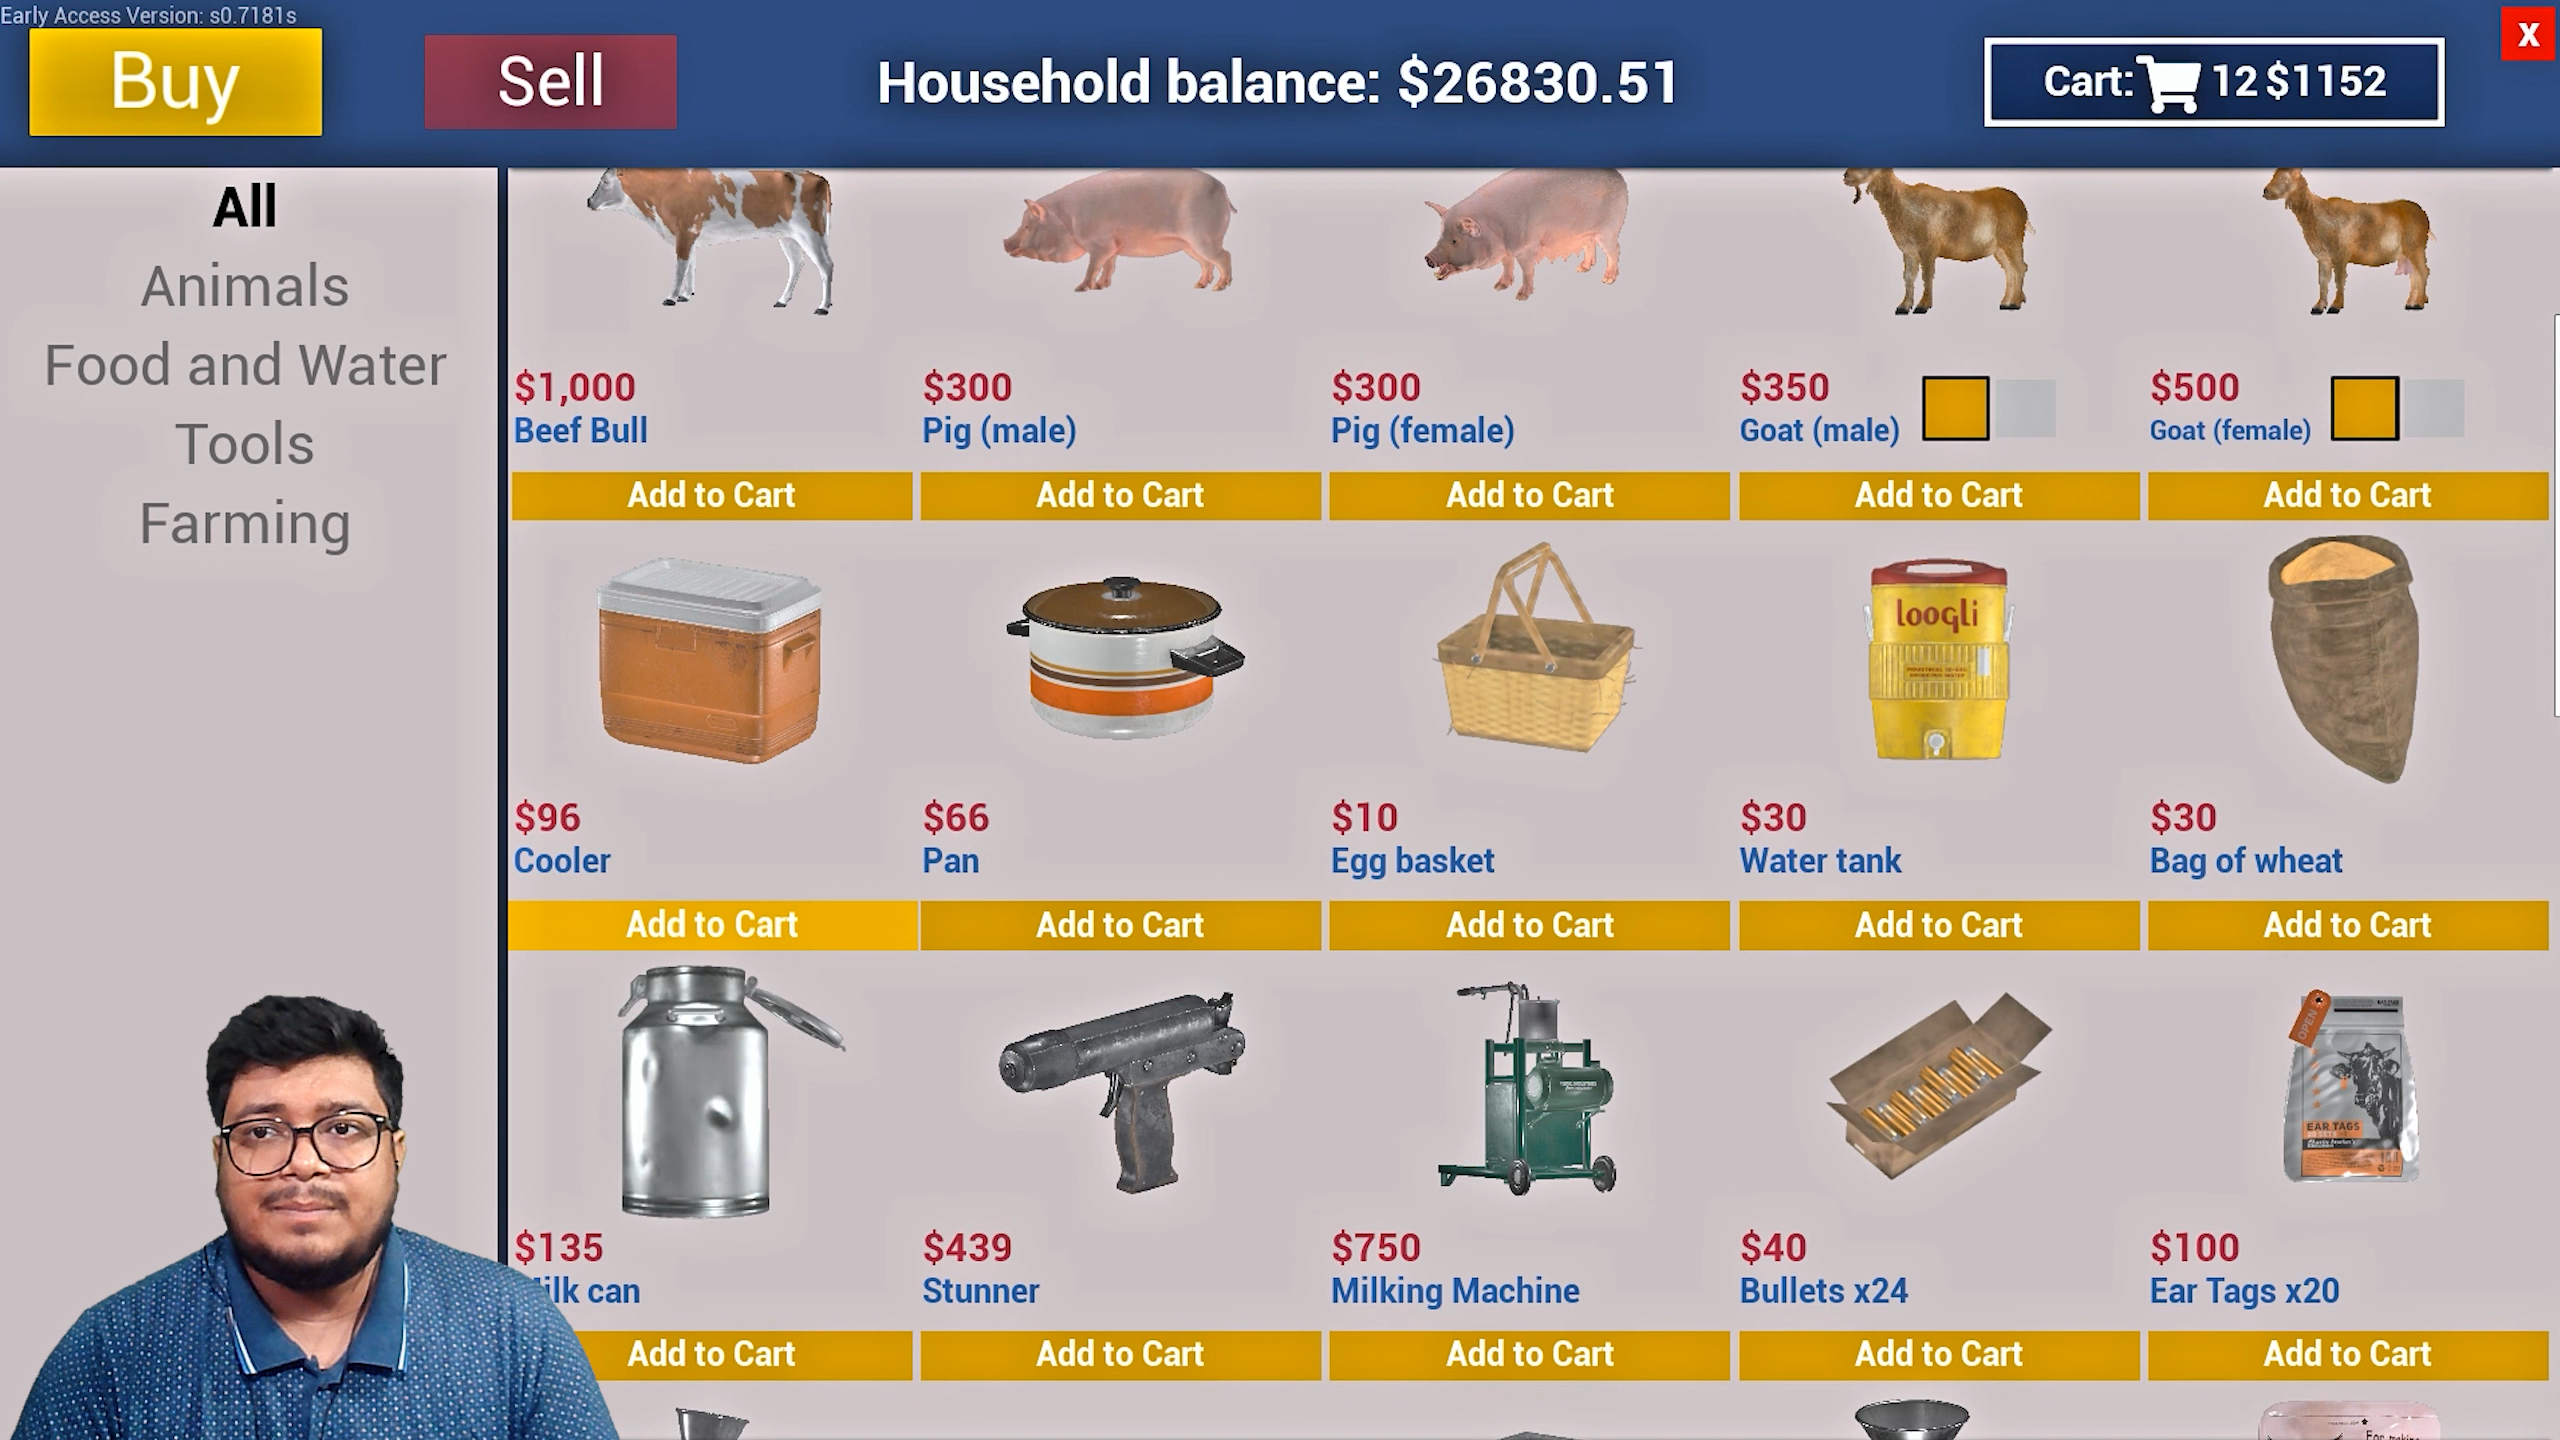 Early Access Version: s0.7181s
Buy
Sell
Household balance: $26830.51
Cart: 12 $1152
X
All
Animals
Food and Water
Tools
Farming
$1,000
Beef Bull
Add to Cart
$300
Pig (male)
Add to Cart
$300
Pig (female)
Add to Cart
$350
Goat (male)
Add to Cart
$500
Goat (female)
Add to Cart
loogli
$96
Cooler
Add to Cart
$66
Pan
Add to Cart
$10
Egg basket
Add to Cart
$30
Water tank
Add to Cart
$30
Bag of wheat
Add to Cart
OPEN
EAR TAGS
$135
ilk can
Add to Cart
$439
Stunner
Add to Cart
$750
Milking Machine
Add to Cart
$40
Bullets x24
Add to Cart
$100
Ear Tags x20
Add to Cart